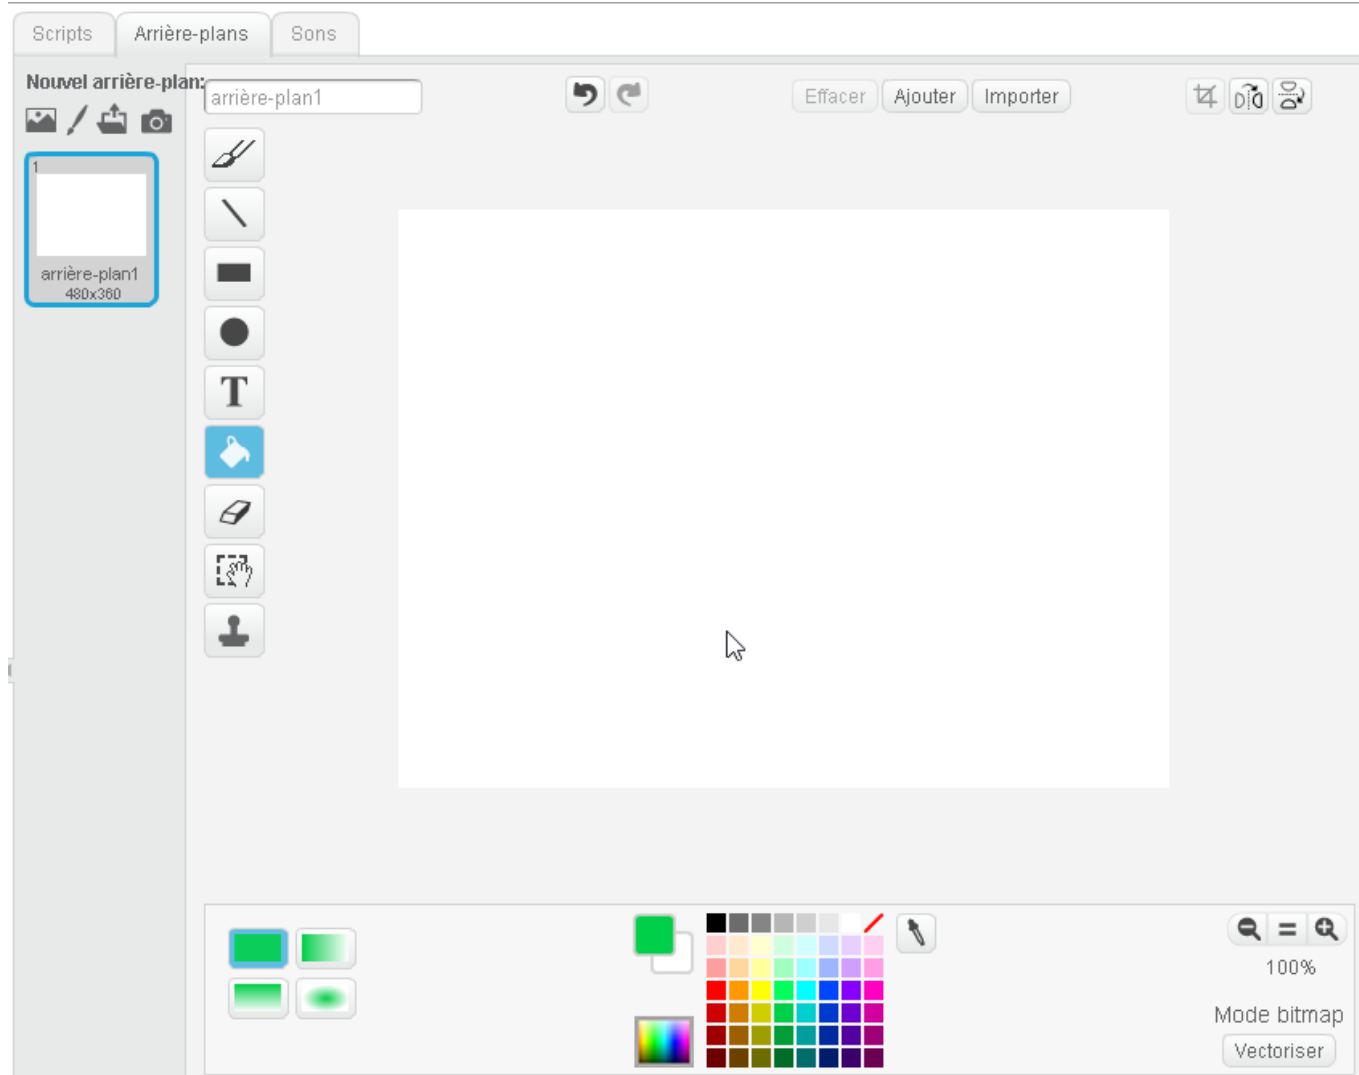 Scripts Arrière-plans Sons
Nouvel arrière-plan:
arrière-plan1
Effacer Ajouter Importer
1
arrière-plan1
480x360
T
100%
Mode bitmap
Vectoriser